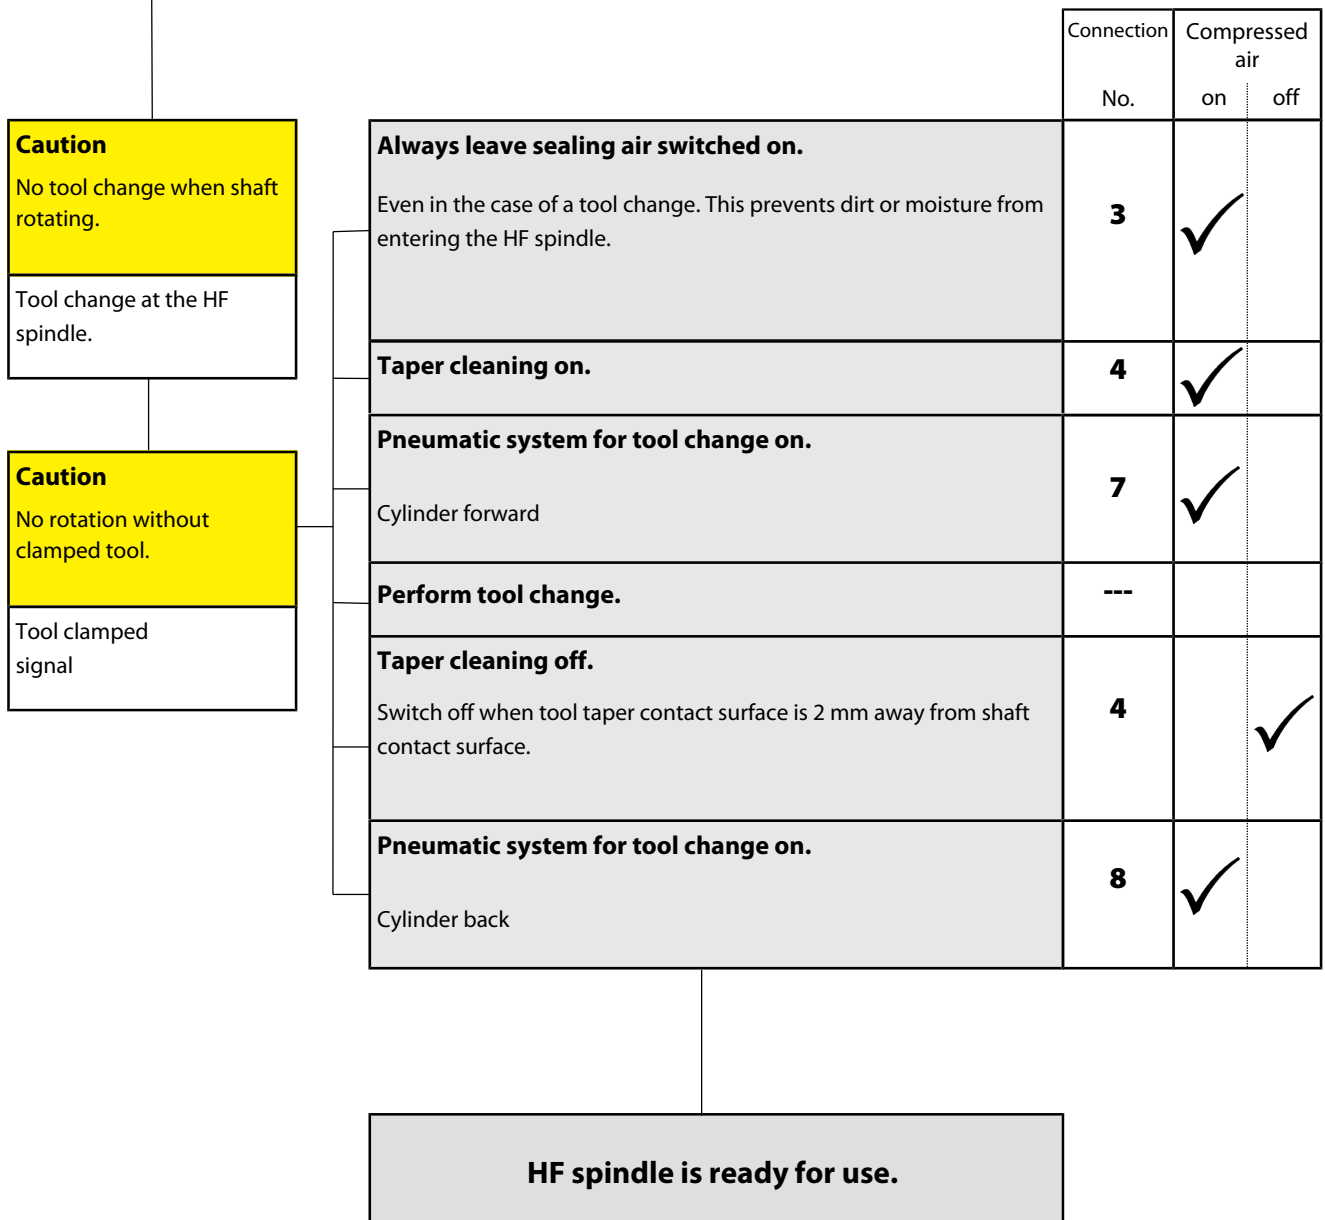 Connection
Compressed
air
No.
on
off
Caution
No tool change when shaft
rotating.
Tool change at the HF
spindle.
Caution
No rotation without
clamped tool.
Tool clamped
signal
Always leave sealing air switched on.
Even in the case of a tool change. This prevents dirt or moisture from
entering the HF spindle.
3
Taper cleaning on.
4
Pneumatic system for tool change on.
Cylinder forward
7
Perform tool change.
---
Taper cleaning off.
Switch off when tool taper contact surface is 2 mm away from shaft
contact surface.
4
Pneumatic system for tool change on.
Cylinder back
8
HF spindle is ready for use.